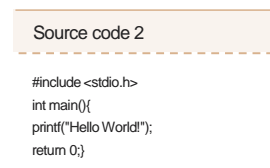 Source code 2
#include <stdio.h>
int main(){
printf("Hello World!");
return 0;}